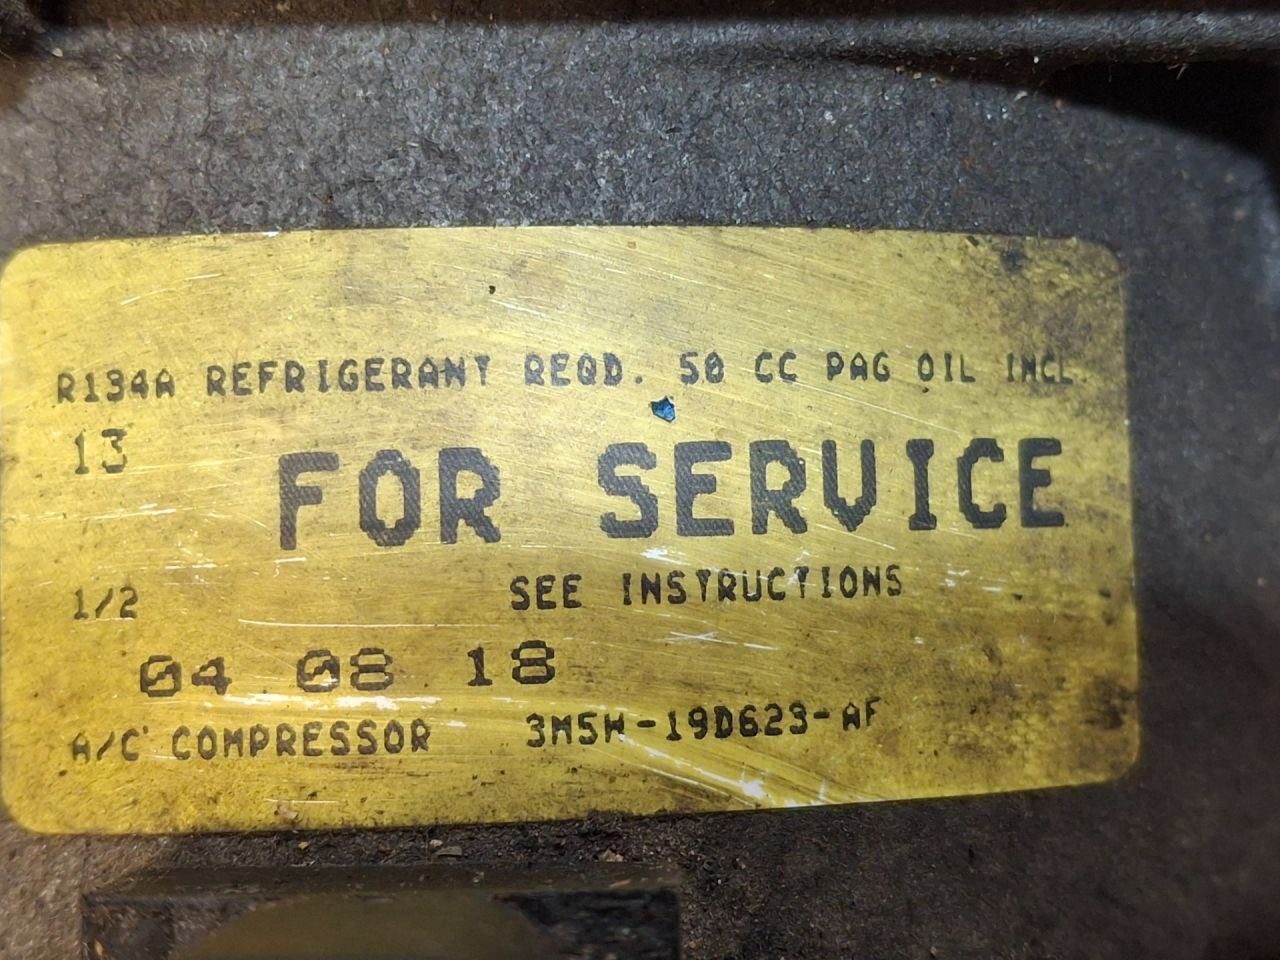 R134A REFRIGERANT REQD. 50 CC PAG OIL INCL.
13
FOR SERVICE
1/2 SEE INSTRUCTIONS
04 08 18
A/C COMPRESSOR 3M5H-19D623-AF